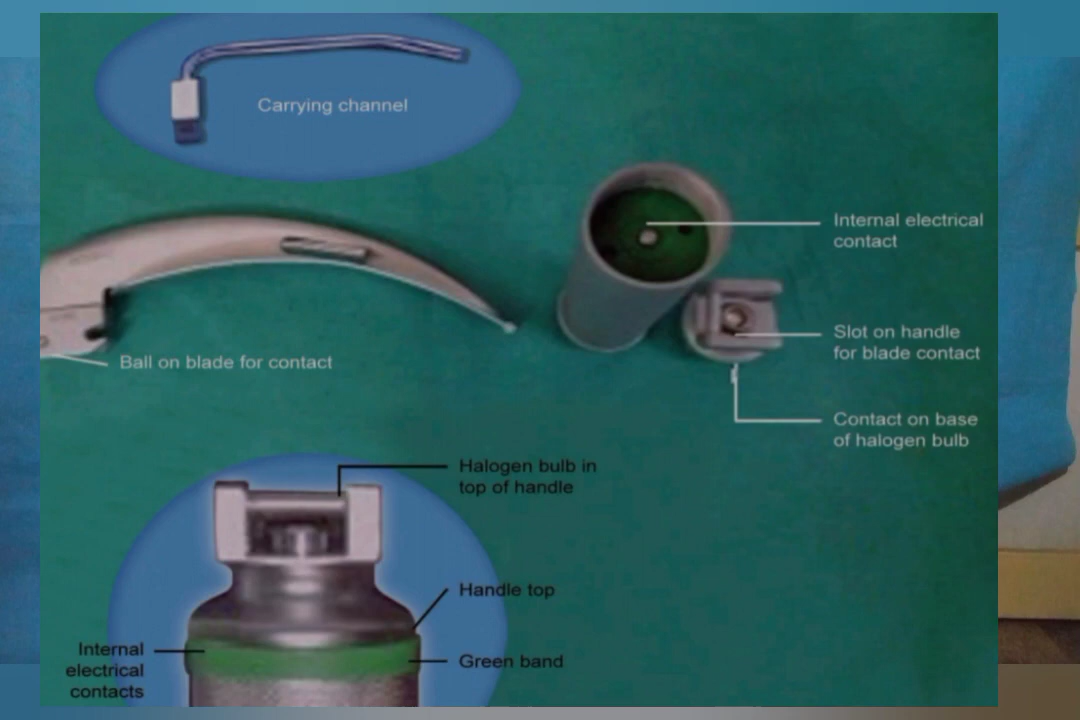 Carrying channel
Internal electrical
contact
Slot on handle
for blade contact
Ball on blade for contact
Contact on base
of halogen bulb
Halogen bulb in
top of handle
Handle top
Internal
electrical
contacts
Green band